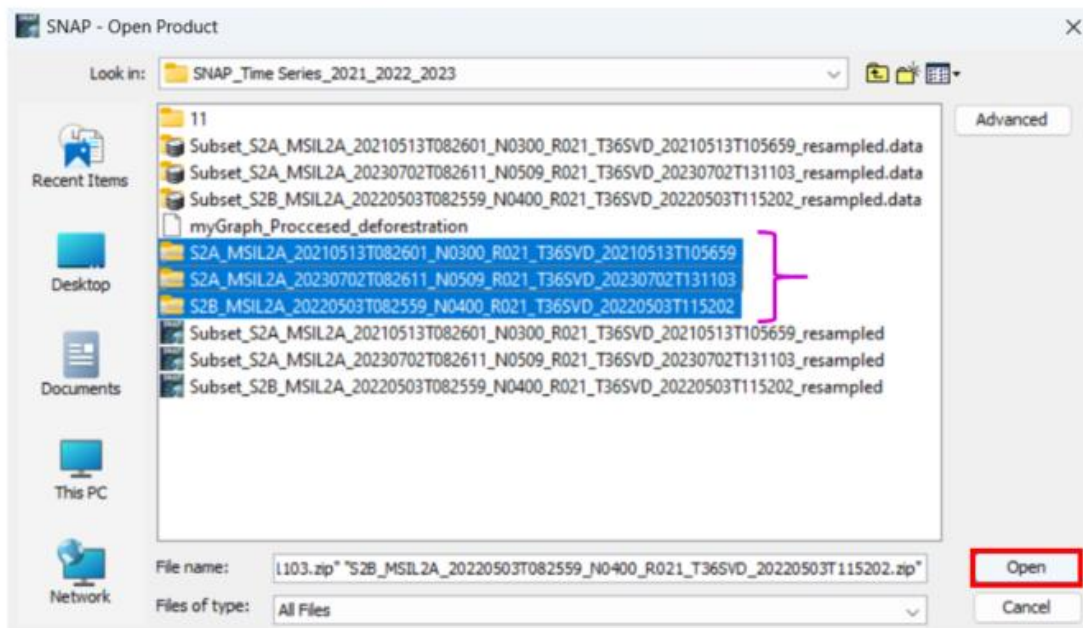 SNAP - Open Product
Look in:
SNAP_Time Series_2021_2022_2023
Advanced
11
Subset_S2A_MSIL2A_20210513T082601_N0300_R021_T36SVD_20210513T105659_resampled.data
Subset_S2A_MSIL2A_20230702T082611_N0509_R021_T36SVD_20230702T131103_resampled.data
Subset_S2B_MSIL2A_20220503T082559_N0400_R021_T36SVD_20220503T115202_resampled.data
myGraph_Proccesed_deforestration
S2A_MSIL2A_20210513T082601_N0300_R021_T36SVD_20210513T105659
S2A_MSIL2A_20230702T082611_N0509_R021_T36SVD_20230702T131103
S2B_MSIL2A_20220503T082559_N0400_R021_T36SVD_20220503T115202
Subset_S2A_MSIL2A_20210513T082601_N0300_R021_T36SVD_20210513T105659_resampled
Subset_S2A_MSIL2A_20230702T082611_N0509_R021_T36SVD_20230702T131103_resampled
Subset_S2B_MSIL2A_20220503T082559_N0400_R021_T36SVD_20220503T115202_resampled
Recent Items
Desktop
Documents
This PC
Network
File name:
1103.zip" "S2B_MSIL2A_20220503T082559_N0400_R021_T36SVD_20220503T115202.zip"
Open
Files of type:
All Files
Cancel